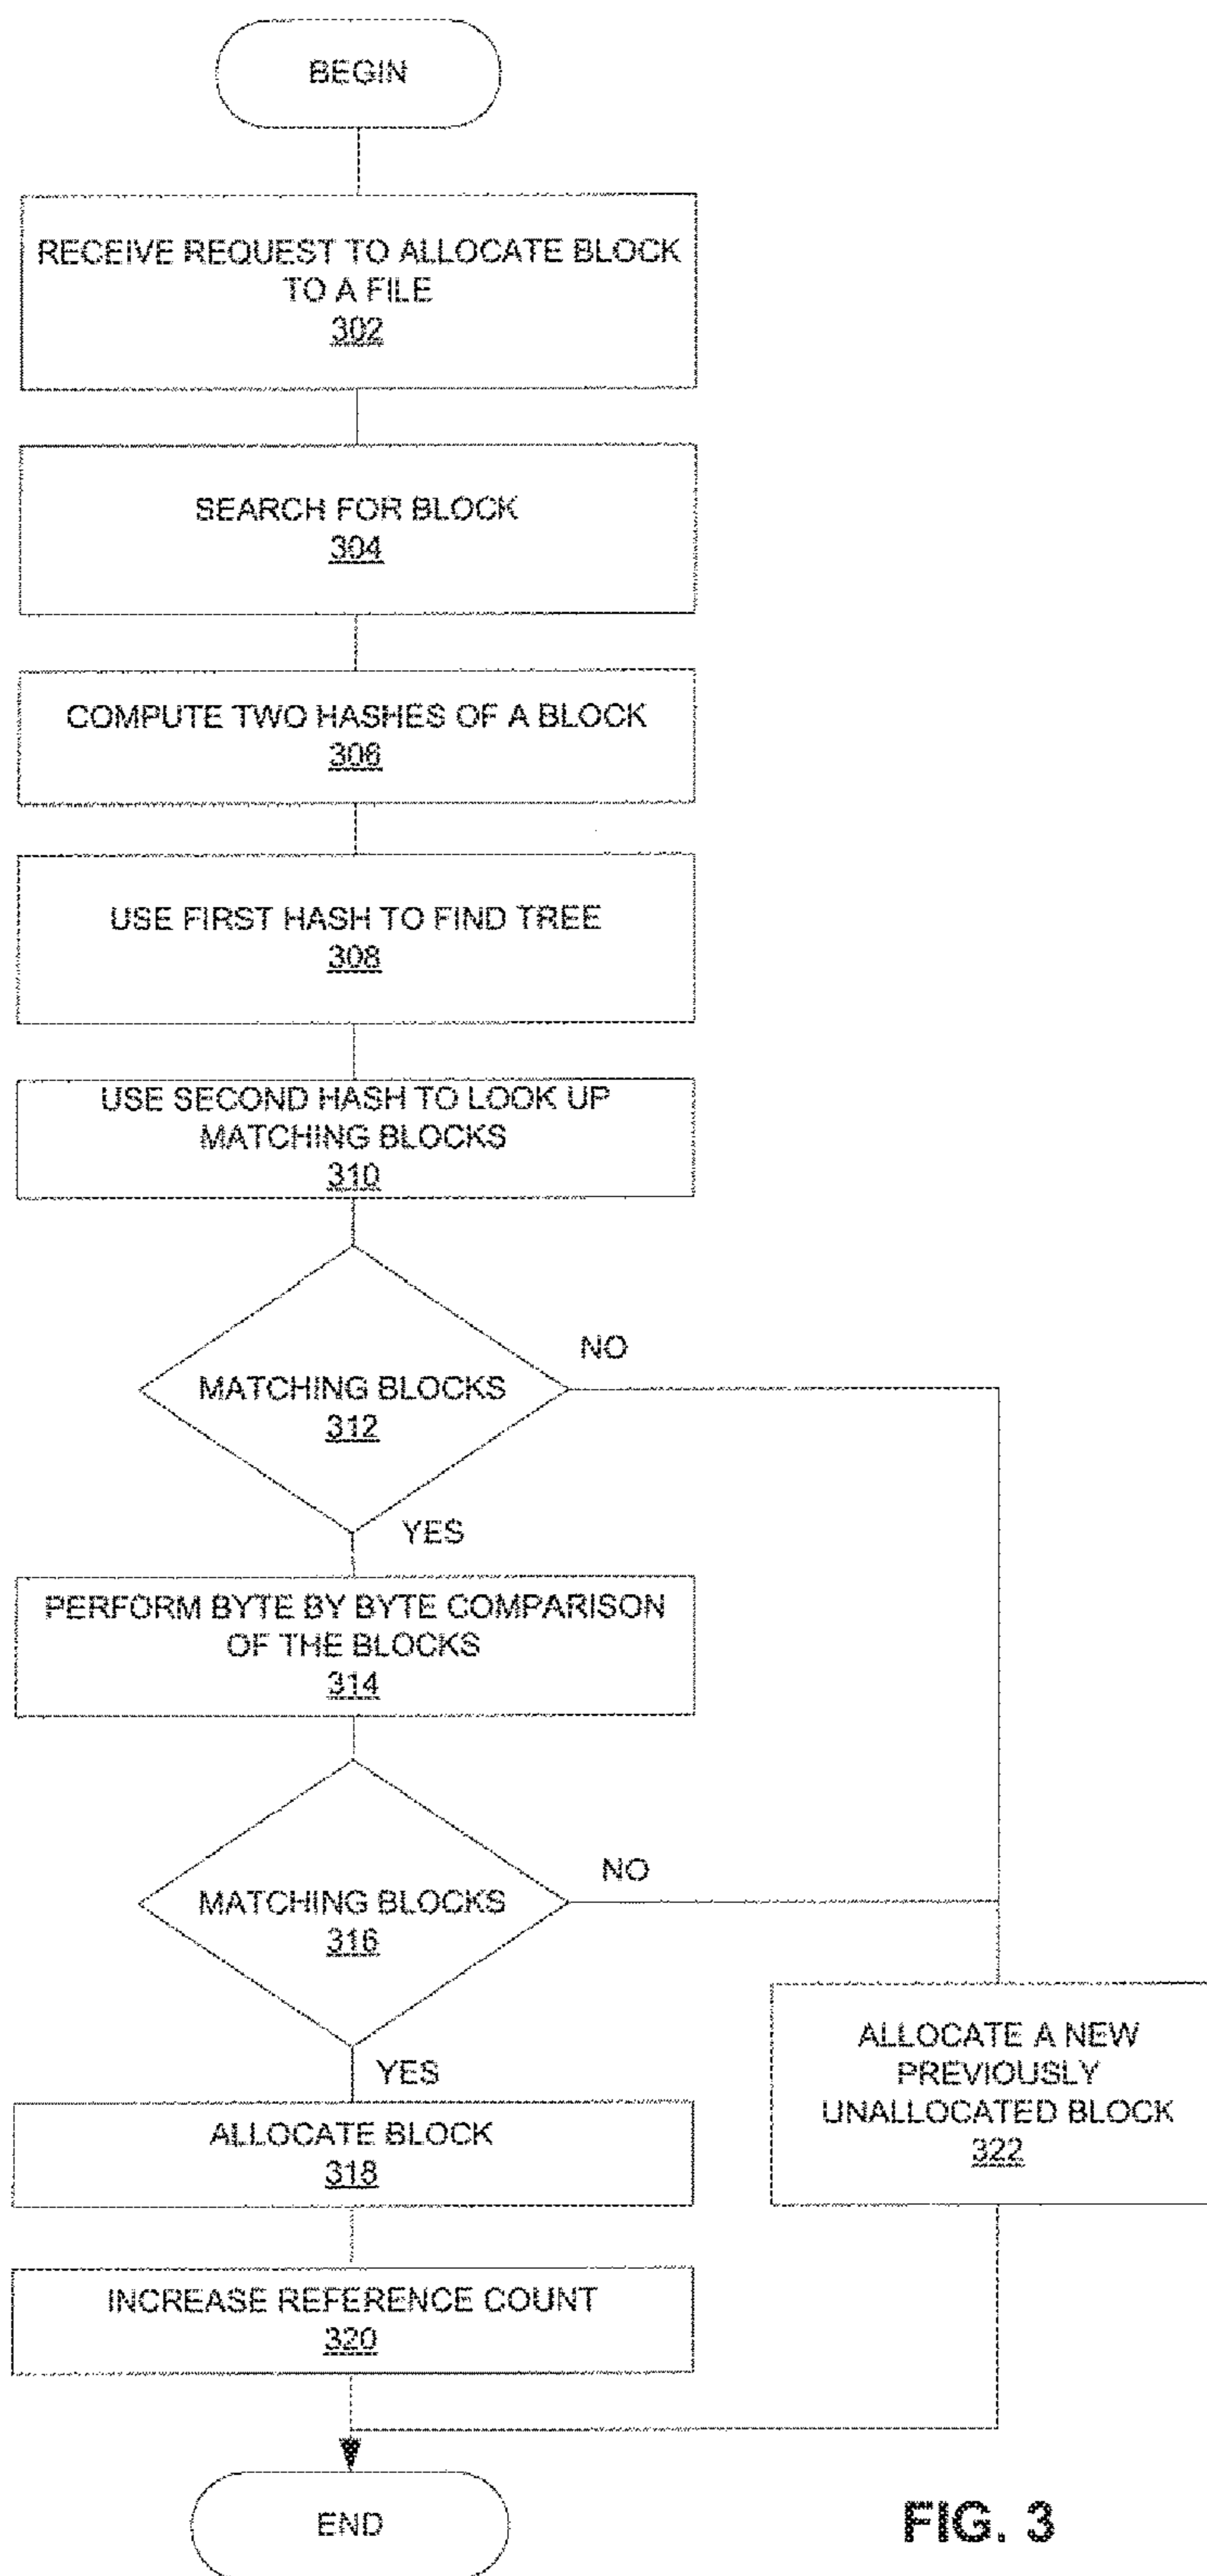 BEGIN
RECEIVE REQUEST TO ALLOCATE BLOCK
TO A FILE
302
SEARCH FOR BLOCK
304
COMPUTE TWO HASHES OF A BLOCK
306
USE FIRST HASH TO FIND TREE
308
USE SECOND HASH TO LOOK UP
MATCHING BLOCKS
310
NO
MATCHING BLOCKS
312
YES
PERFORM BYTE BY BYTE COMPARISON
OF THE BLOCKS
314
NO
MATCHING BLOCKS
316
YES
ALLOCATE BLOCK
318
ALLOCATE A NEW
PREVIOUSLY
UNALLOCATED BLOCK
322
INCREASE REFERENCE COUNT
320
END
FIG. 3